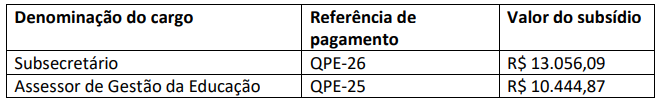 Denominação do cargo Referência de pagamento Valor do subsídio
Subsecretário QPE-26 R$ 13.056,09
Assessor de Gestão da Educação QPE-25 R$ 10.444,87